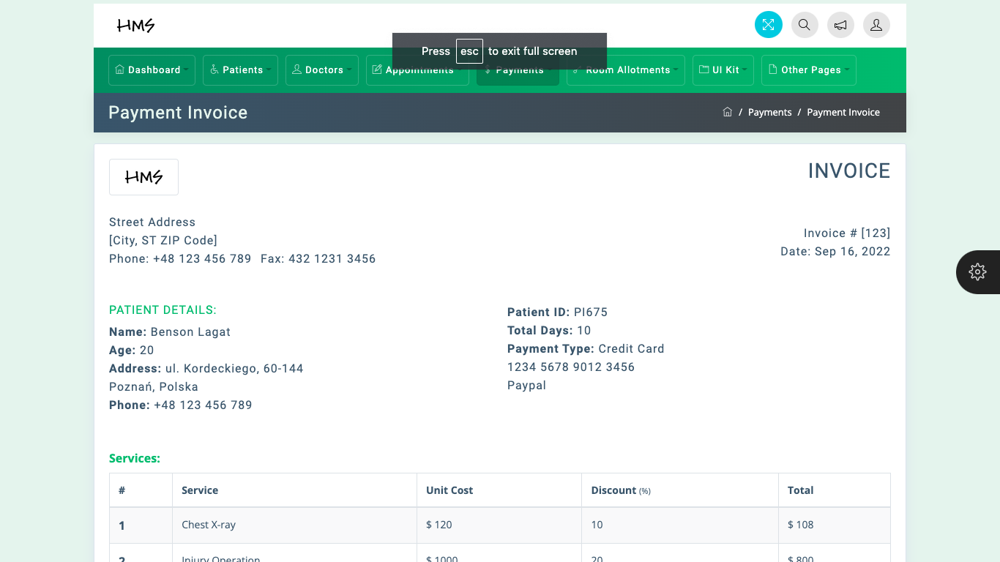 HMS
Press esc to exit full screen
Dashboard Patients Doctors Appointments Payments Room Allotments UI Kit Other Pages
Payment Invoice
/ Payments / Payment Invoice
HMS
INVOICE
Street Address
[City, ST ZIP Code]
Phone: +48 123 456 789 Fax: 432 1231 3456
Invoice # [123]
Date: Sep 16, 2022
PATIENT DETAILS:
Name: Benson Lagat
Age: 20
Address: ul. Kordeckiego, 60-144
Poznań, Polska
Phone: +48 123 456 789
Patient ID: PI675
Total Days: 10
Payment Type: Credit Card
1234 5678 9012 3456
Paypal
Services:
# Service Unit Cost Discount (%) Total
1 Chest X-ray $ 120 10 $ 108
2 Injury Operation $ 1000 20 $ 800